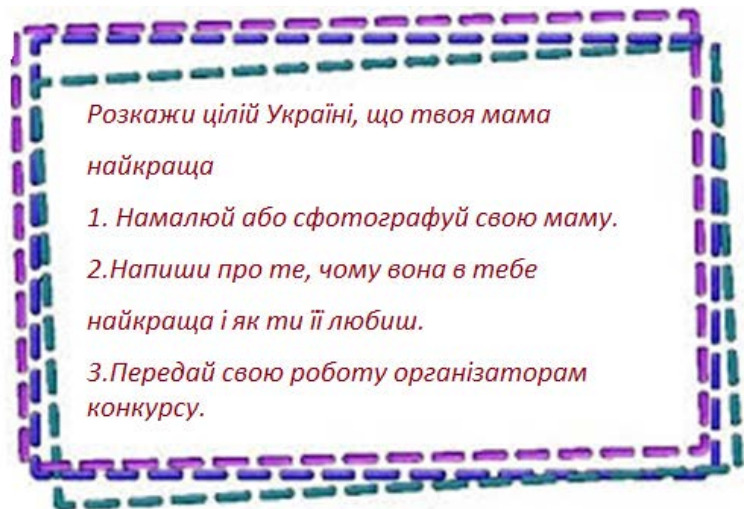 Розкажи цілій Україні, що твоя мама
найкраща
1. Намалюй або сфотографуй свою маму.
2.Напиши про те, чому вона в тебе
найкраща і як ти її любиш.
3.Передай свою роботу організаторам
конкурсу.